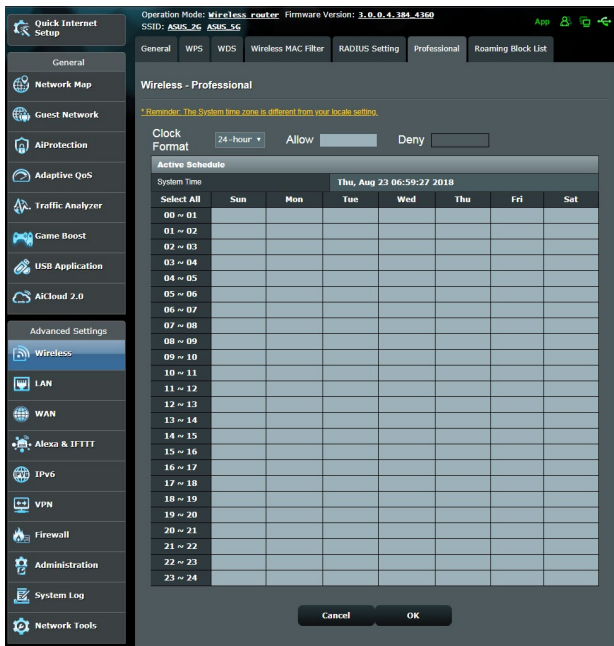 Operation Mode: Wireless router Firmware Version: 3.0.0.4.384_4360
SSID: ASUS_2G ASUS_5G
App
Quick Internet
Setup
General
Network Map
Guest Network
AiProtection
Adaptive QoS
Traffic Analyzer
Game Boost
USB Application
AiCloud 2.0
Advanced Settings
Wireless
LAN
WAN
Alexa & IFTTT
IPv6
VPN
Firewall
Administration
System Log
Network Tools
General WPS WDS Wireless MAC Filter RADIUS Setting Professional Roaming Block List
Wireless - Professional
* Reminder: The System time zone is different from your locale setting.
Clock
Format
24-hour
Allow
Deny
Active Schedule
System Time Thu, Aug 23 06:59:27 2018
Select All Sun Mon Tue Wed Thu Fri Sat
00 ~ 01
01 ~ 02
02 ~ 03
03 ~ 04
04 ~ 05
05 ~ 06
06 ~ 07
07 ~ 08
08 ~ 09
09 ~ 10
10 ~ 11
11 ~ 12
12 ~ 13
13 ~ 14
14 ~ 15
15 ~ 16
16 ~ 17
17 ~ 18
18 ~ 19
19 ~ 20
20 ~ 21
21 ~ 22
22 ~ 23
23 ~ 24
Cancel OK